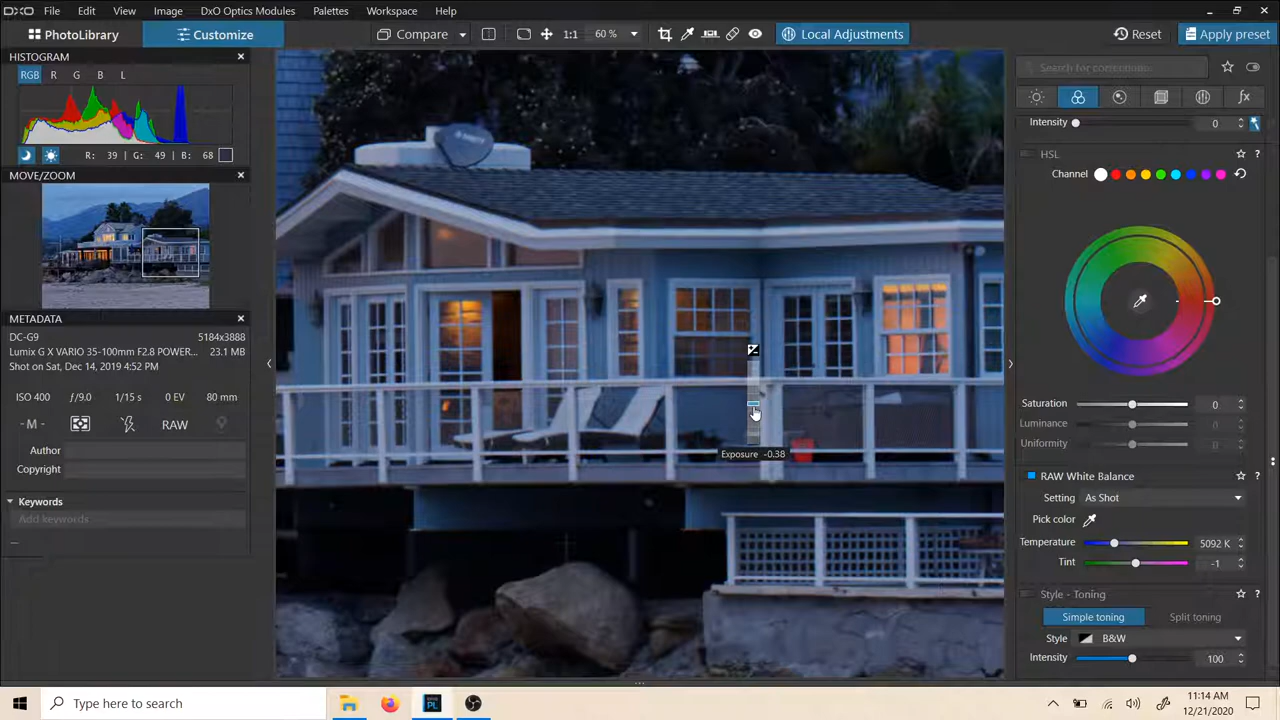 DXO File Edit View Image DxO Optics Modules Palettes Workspace Help
PhotoLibrary Customize Compare 1:1 60 % Local Adjustments Reset Apply preset
HISTOGRAM
RGB R G B L
R: 39 G: 49 B: 68
MOVE/ZOOM
METADATA
DC-G9 5184x3888
Lumix G X VARIO 35-100mm F2.8 POWER... 23.1 MB
Shot on Sat, Dec 14, 2019 4:52 PM
ISO 400 ƒ/9.0 1/15 s 0 EV 80 mm
- M - RAW
Author
Copyright
Keywords
Add keywords
Exposure -0.38
Search for corrections
fx
Intensity 0
HSL
Channel
Saturation 0
Luminance 0
Uniformity 0
RAW White Balance ?
Setting As Shot
Pick color
Temperature 5092 K
Tint -1
Style - Toning ?
Simple toning Split toning
Style B&W
Intensity 100
Type here to search
PL
11:14 AM
12/21/2020